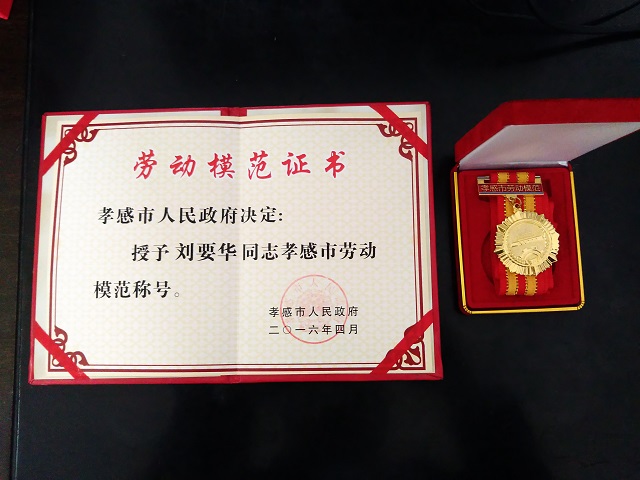 劳动模范证书
孝感市人民政府决定:
授予 刘要华 同志孝感市劳动
模范称号。
孝感市人民政府
二〇一六年四月
孝感市劳动模范